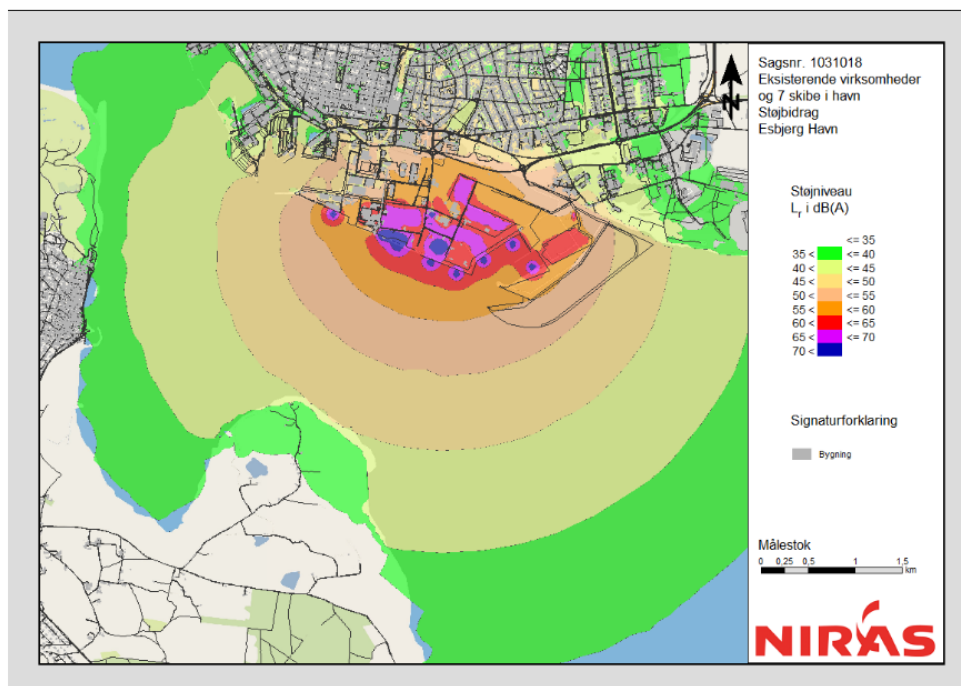 Sagsnr. 1031018
Eksisterende virksomheder
og 7 skibe i havn
Støjbidrag
Esbjerg Havn
N
Støjniveau
Lr i dB(A)
<= 35
35 < <= 40
40 < <= 45
45 < <= 50
50 < <= 55
55 < <= 60
60 < <= 65
65 < <= 70
70 <
Signaturforklaring
Bygning
Målestok
0 0,25 0,5 1 1,5
km
NIRAS